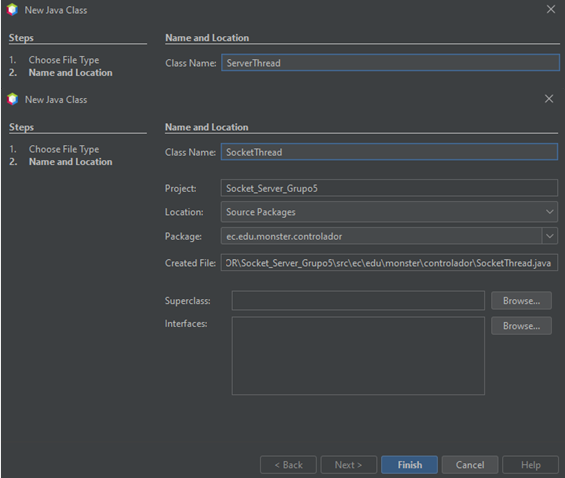 New Java Class
Steps
1. Choose File Type
2. Name and Location
Name and Location
Class Name: ServerThread
New Java Class
Steps
1. Choose File Type
2. Name and Location
Name and Location
Class Name: SocketThread
Project: Socket_Server_Grupo5
Location: Source Packages
Package: ec.edu.monster.controlador
Created File: OR\Socket_Server_Grupo5\src\ec\edu\monster\controlador\SocketThread.java
Superclass:
Browse...
Interfaces:
Browse...
< Back
Next >
Finish
Cancel
Help